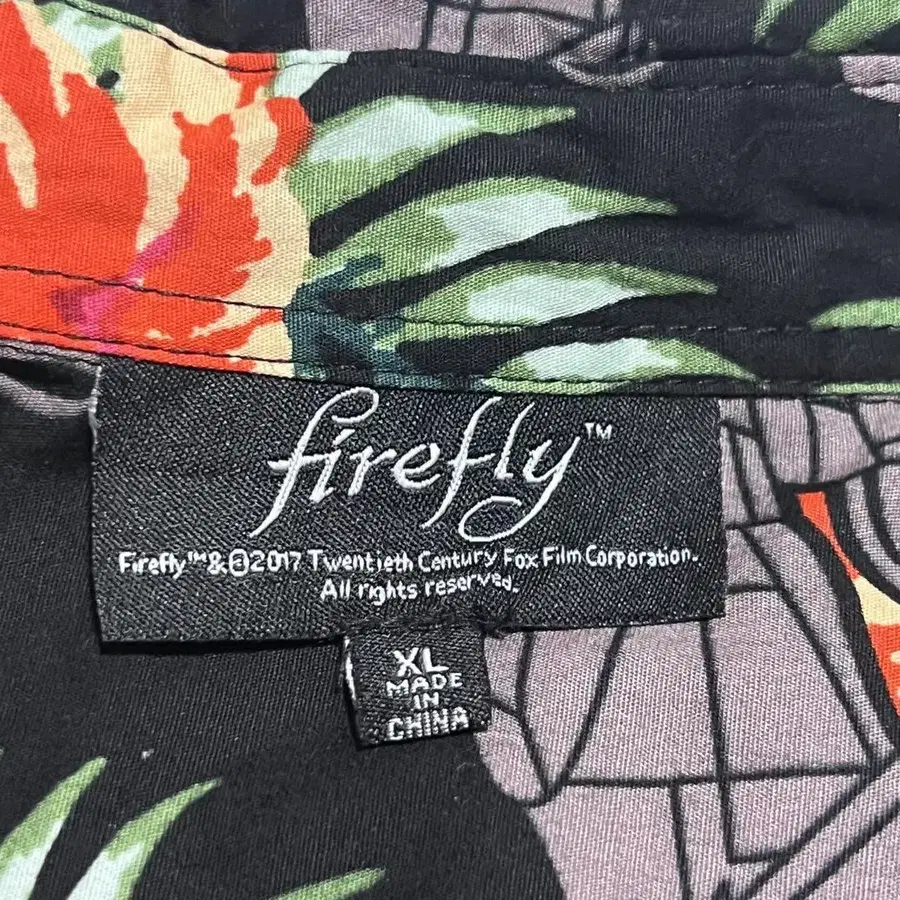 firefly™
Firefly™&©2017 Twentieth Century Fox Film Corporation.
All rights reserved.
XL
MADE
IN
CHINA